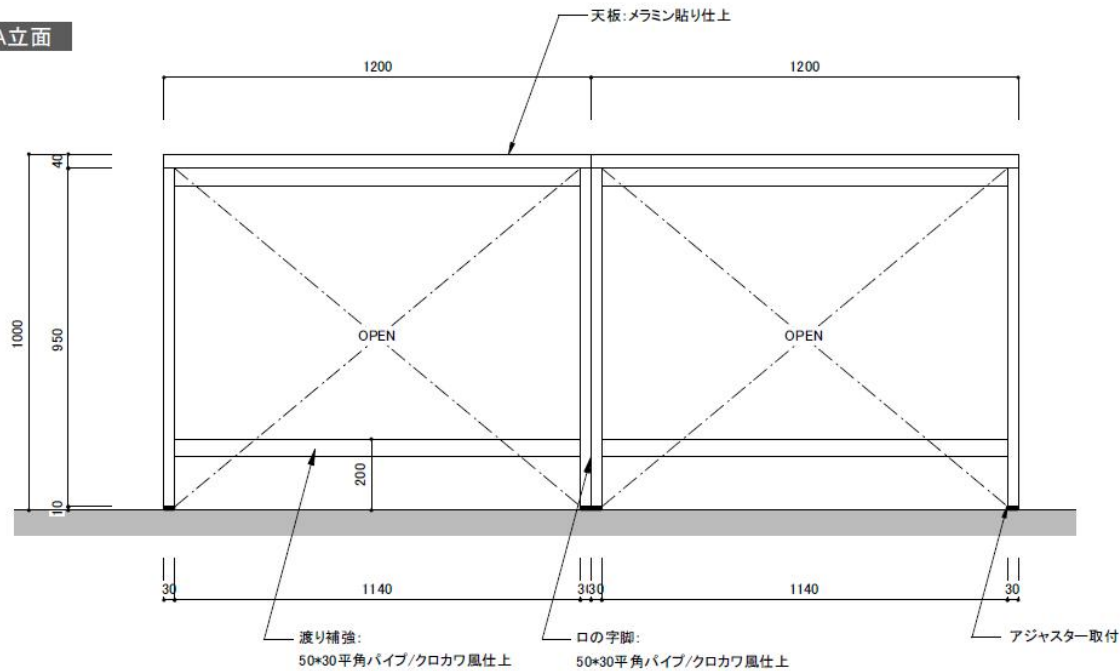 A立面
天板:メラミン貼り仕上
1200
1200
40
1000
950
10
OPEN
OPEN
200
30
1140
30
30
1140
30
渡り補強:
50*30平角パイプ/クロカワ風仕上
ロの字脚:
50*30平角パイプ/クロカワ風仕上
アジャスター取付